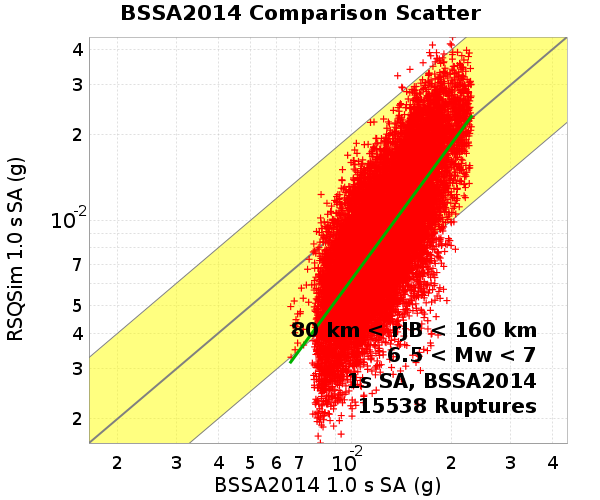 BSSA2014 Comparison Scatter
RSQSim 1.0 s SA (g)
4
3
2
10-2
7
5
4
3
2
80 km < rJB < 160 km
6.5 < Mw < 7
1s SA, BSSA2014
15538 Ruptures
2 3 4 5 6 7 10-2 2 3 4
BSSA2014 1.0 s SA (g)